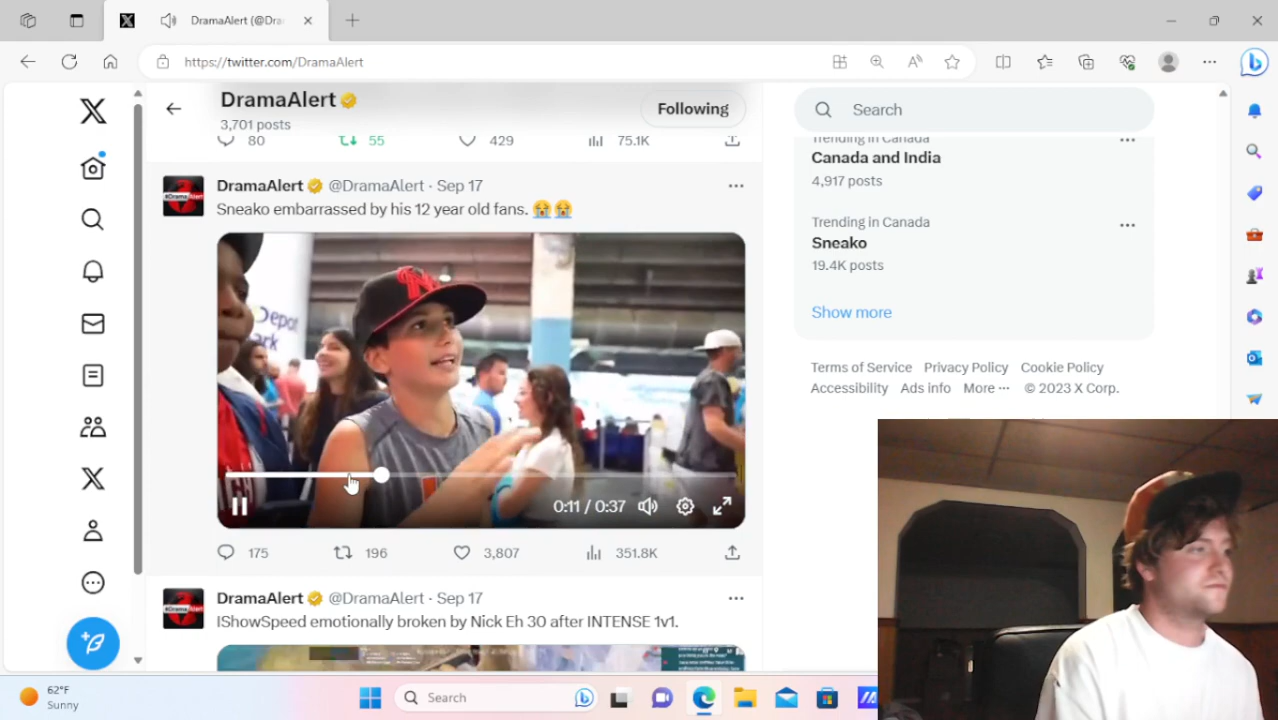 DramaAlert (@Dra
https://twitter.com/DramaAlert
DramaAlert
3,701 posts
Following
80
55
429
75.1K
DramaAlert @DramaAlert · Sep 17
Sneako embarrassed by his 12 year old fans. 😭😭
Depot
rk
0:11 / 0:37
175
196
3,807
351.8K
DramaAlert @DramaAlert · Sep 17
IShowSpeed emotionally broken by Nick Eh 30 after INTENSE 1v1.
Search
Trending in Canada
Canada and India
4,917 posts
Trending in Canada
Sneako
19.4K posts
Show more
Terms of Service Privacy Policy Cookie Policy
Accessibility Ads info More ··· © 2023 X Corp.
62°F
Sunny
Search